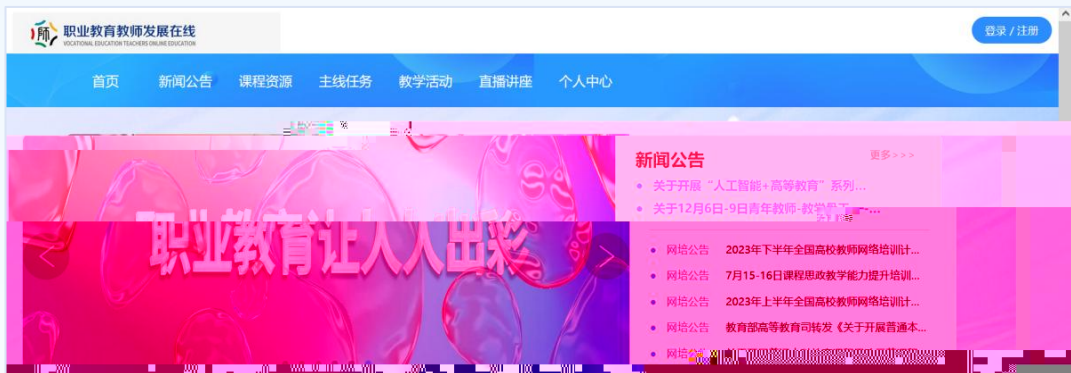 职业教育教师发展在线
VOCATIONAL EDUCATION TEACHERS ONLINE EDUCATION
登录 / 注册
首页 新闻公告 课程资源 主线任务 教学活动 直播讲座 个人中心
职业教育让人人出彩
新闻公告 更多>>>
关于开展“人工智能+高等教育”系列...
关于12月6日-9日青年教师-教学
网培公告 2023年下半年全国高校教师网络培训计...
网培公告 7月15-16日课程思政教学能力提升培训...
网培公告 2023年上半年全国高校教师网络培训计...
网培公告 教育部高等教育司转发《关于开展普通本...
网培